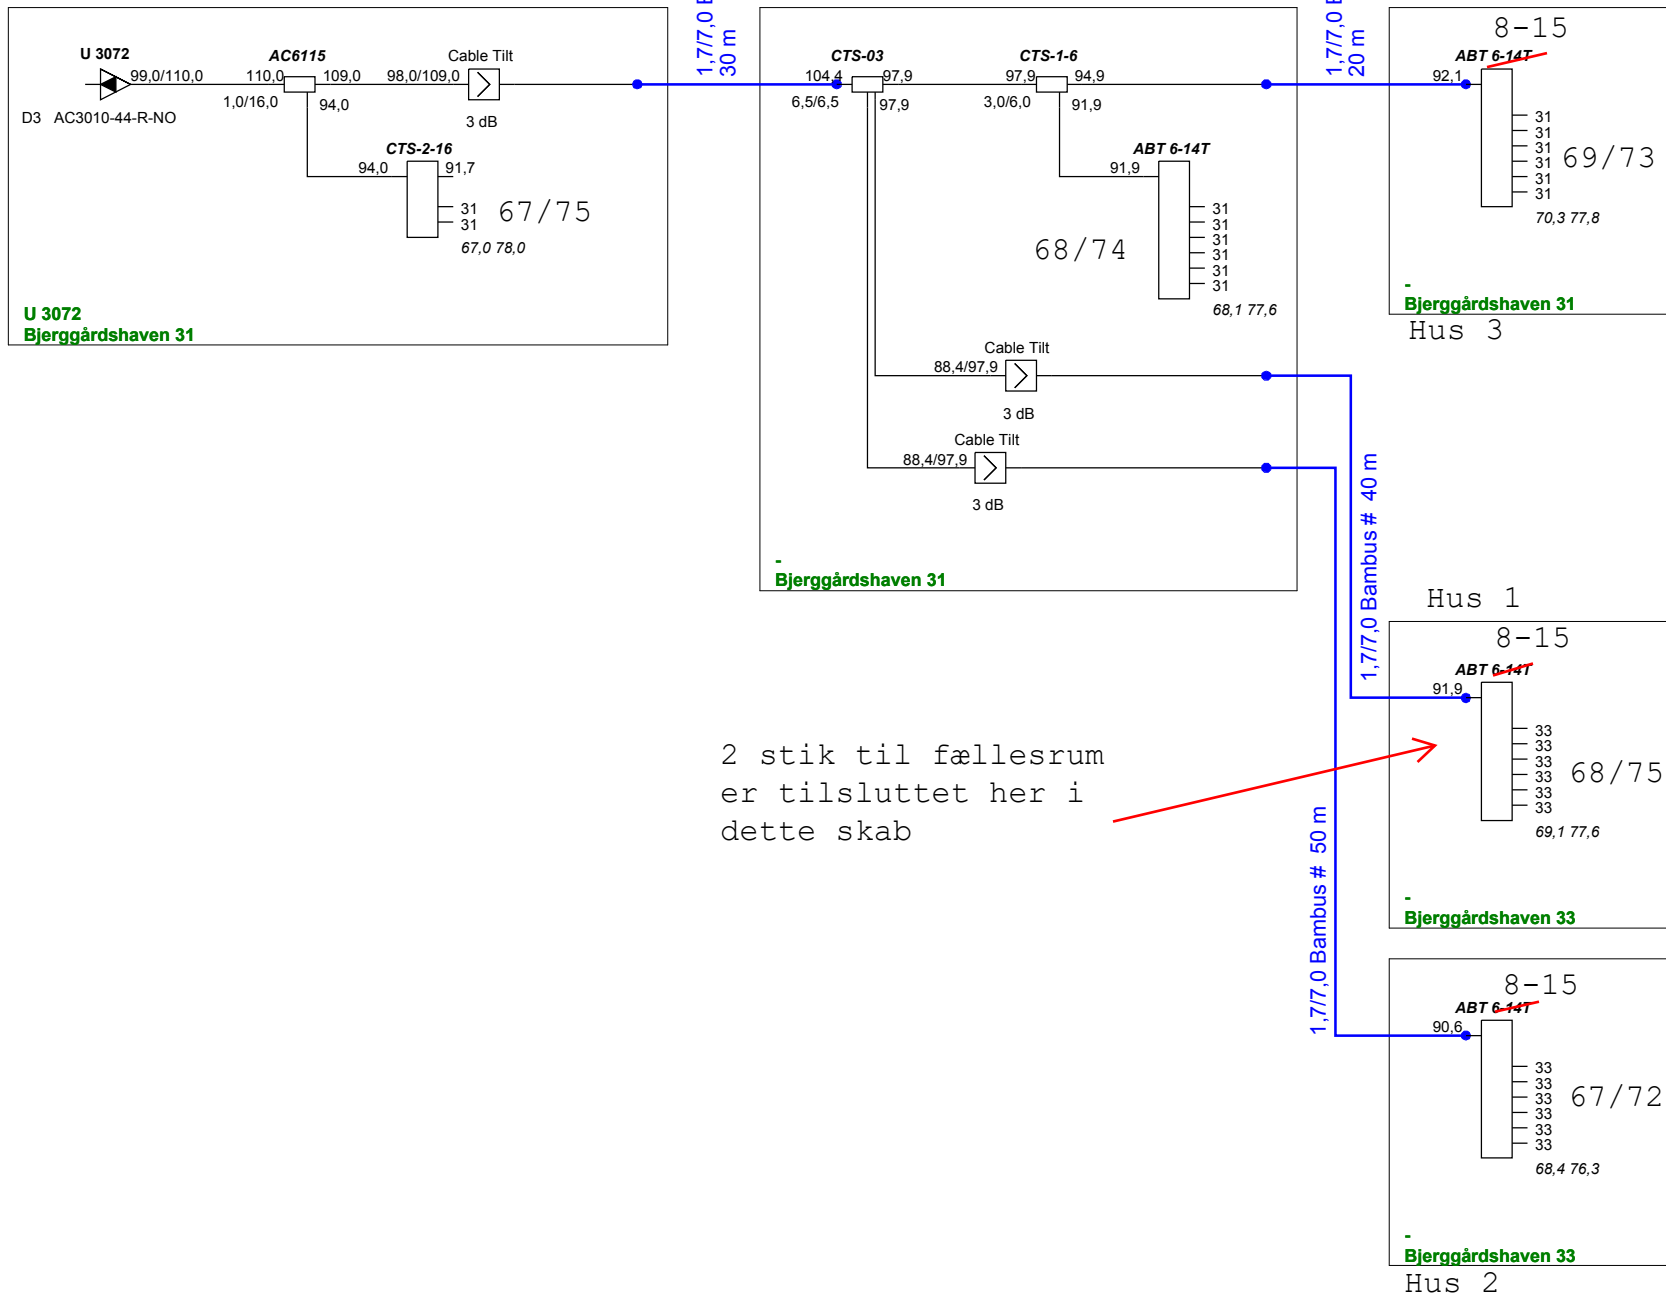 U 3072
99,0/110,0
D3 AC3010-44-R-NO
AC6115
110,0
109,0
1,0/16,0
94,0
98,0/109,0
Cable Tilt
3 dB
CTS-2-16
94,0
91,7
31
31
67/75
67,0 78,0
U 3072
Bjerggårdshaven 31
1,7/7,0
30 m
CTS-03
104,4
97,9
6,5/6,5
97,9
CTS-1-6
97,9
94,9
3,0/6,0
91,9
ABT 6-14T
91,9
31
31
31
31
31
31
68/74
68,1 77,6
Cable Tilt
88,4/97,9
3 dB
Cable Tilt
88,4/97,9
3 dB
-
Bjerggårdshaven 31
1,7/7,0
20 m
8-15
ABT 6-14T
92,1
31
31
31
31
31
31
69/73
70,3 77,8
-
Bjerggårdshaven 31
Hus 3
1,7/7,0 Bambus # 40 m
Hus 1
8-15
ABT 6-14T
91,9
33
33
33
33
33
33
68/75
69,1 77,6
-
Bjerggårdshaven 33
2 stik til fællesrum
er tilsluttet her i
dette skab
1,7/7,0 Bambus # 50 m
8-15
ABT 6-14T
90,6
33
33
33
33
33
33
67/72
68,4 76,3
-
Bjerggårdshaven 33
Hus 2